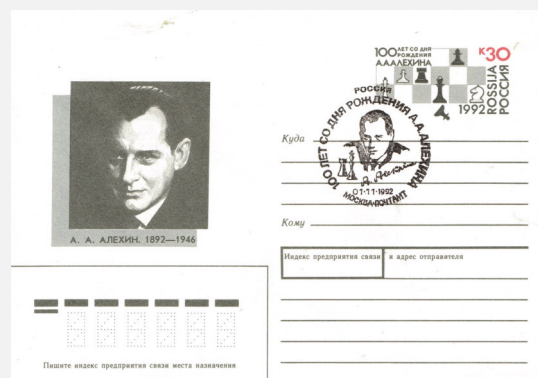 100 ЛЕТ СО ДНЯ
РОЖДЕНИЯ
А.А.АЛЕХИНА
К30
ROSSIJA
РОССИЯ
1992
РОССИЯ
100 ЛЕТ СО ДНЯ РОЖДЕНИЯ А.А.АЛЕХИНА
А. Алехин
01·11·1992
МОСКВА·ПОЧТАМТ
Куда
Кому
А. А. АЛЕХИН. 1892—1946
Индекс предприятия связи и адрес отправителя
Пишите индекс предприятия связи места назначения